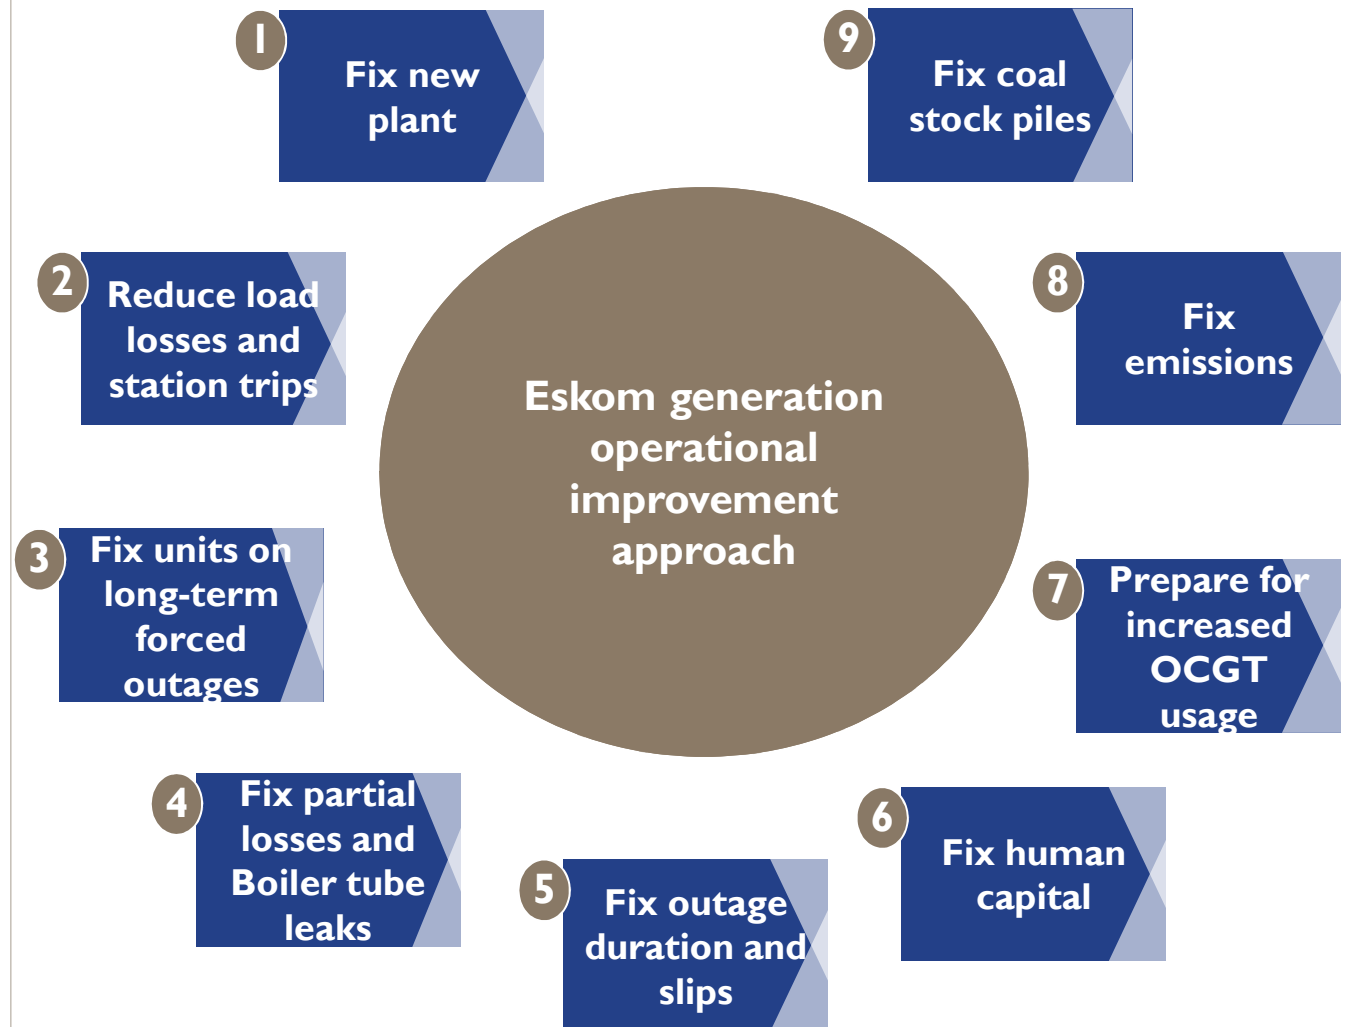 1
Fix new
plant
2
Reduce load
losses and
station trips
3
Fix units on
long-term
forced
outages
4
Fix partial
losses and
Boiler tube
leaks
5
Fix outage
duration and
slips
6
Fix human
capital
7
Prepare for
increased
OCGT
usage
8
Fix
emissions
9
Fix coal
stock piles
Eskom generation
operational
improvement
approach